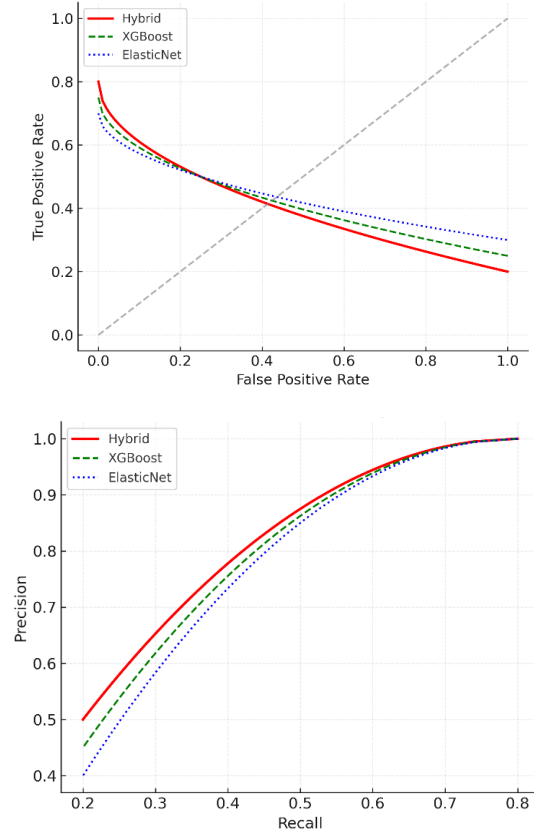 1.0
0.8
0.6
0.4
0.2
0.0
True Positive Rate
Hybrid
XGBoost
ElasticNet
0.0 0.2 0.4 0.6 0.8 1.0
False Positive Rate
1.0
0.9
0.8
0.7
0.6
0.5
0.4
Precision
Hybrid
XGBoost
ElasticNet
0.2 0.3 0.4 0.5 0.6 0.7 0.8
Recall